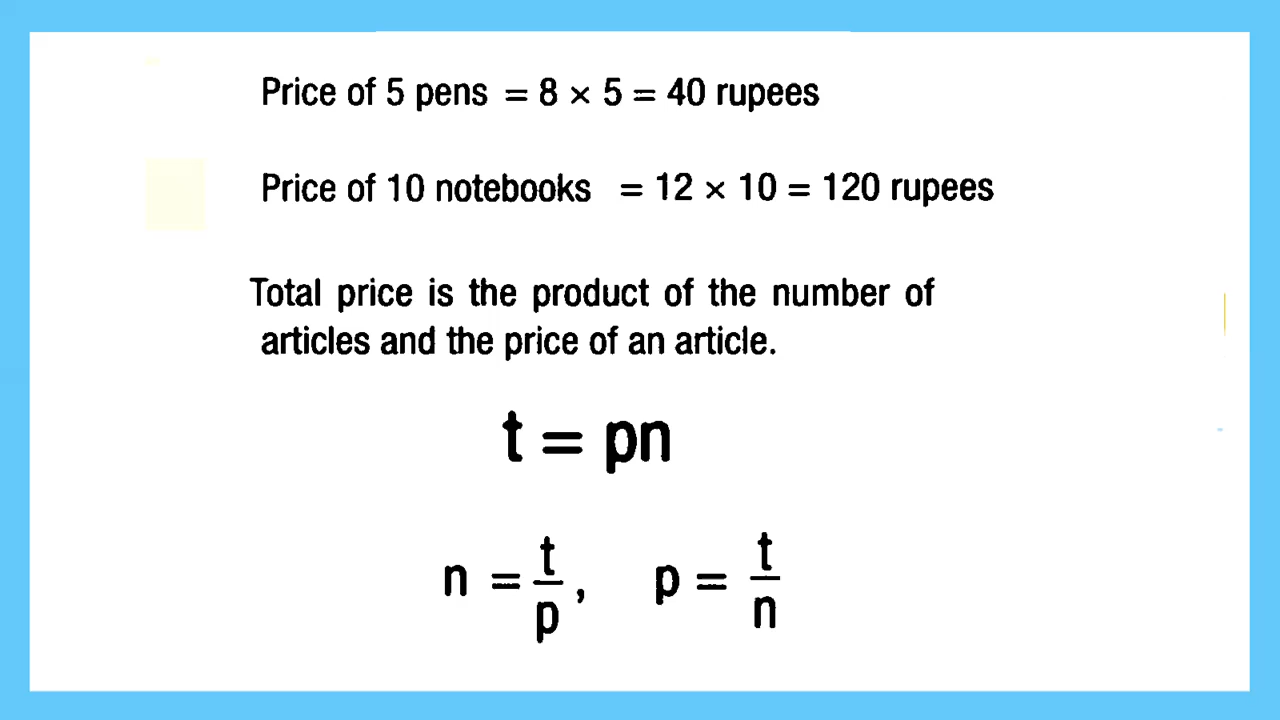 Price of 5 pens = 8 × 5 = 40 rupees
Price of 10 notebooks = 12 × 10 = 120 rupees
Total price is the product of the number of
articles and the price of an article.
t = pn
n = t/p, p = t/n